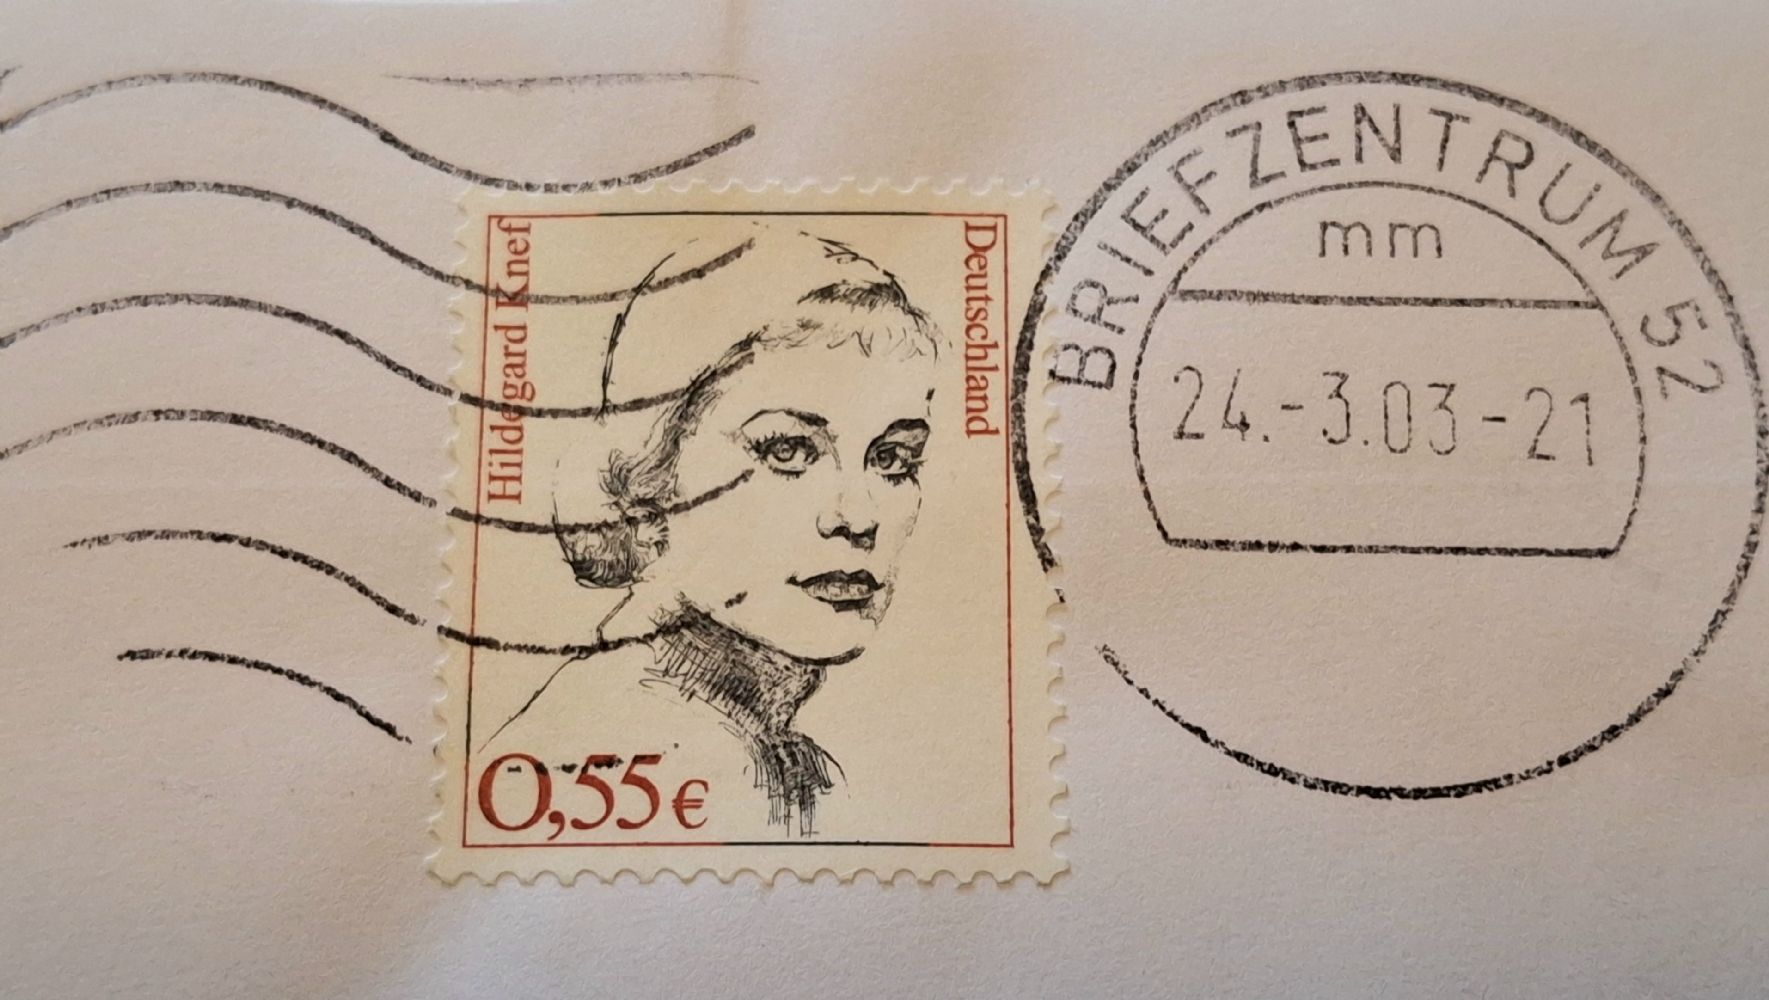 Hildegard Knef
Deutschland
0,55€
BRIEFZENTRUM 52
mm
24.-3.03-21